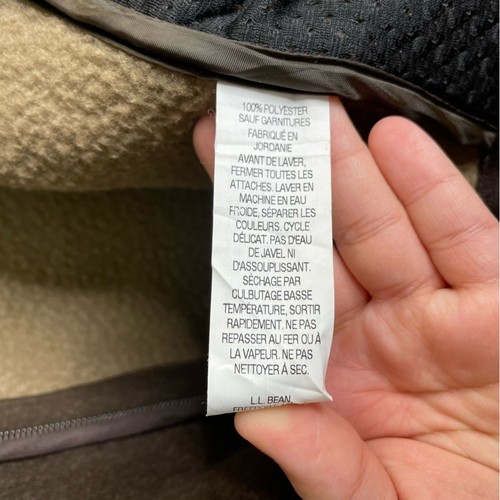 100% POLYESTER
SAUF GARNITURES
FABRIQUÉ EN
JORDANIE
AVANT DE LAVER,
FERMER TOUTES LES
ATTACHES. LAVER EN
MACHINE EN EAU
FROIDE, SÉPARER LES
COULEURS. CYCLE
DÉLICAT. PAS D'EAU
DE JAVEL NI
D'ASSOUPLISSANT.
SÉCHAGE PAR
CULBUTAGE BASSE
TEMPÉRATURE, SORTIR
RAPIDEMENT. NE PAS
REPASSER AU FER OU À
LA VAPEUR. NE PAS
NETTOYER À SEC.
L.L. BEAN,